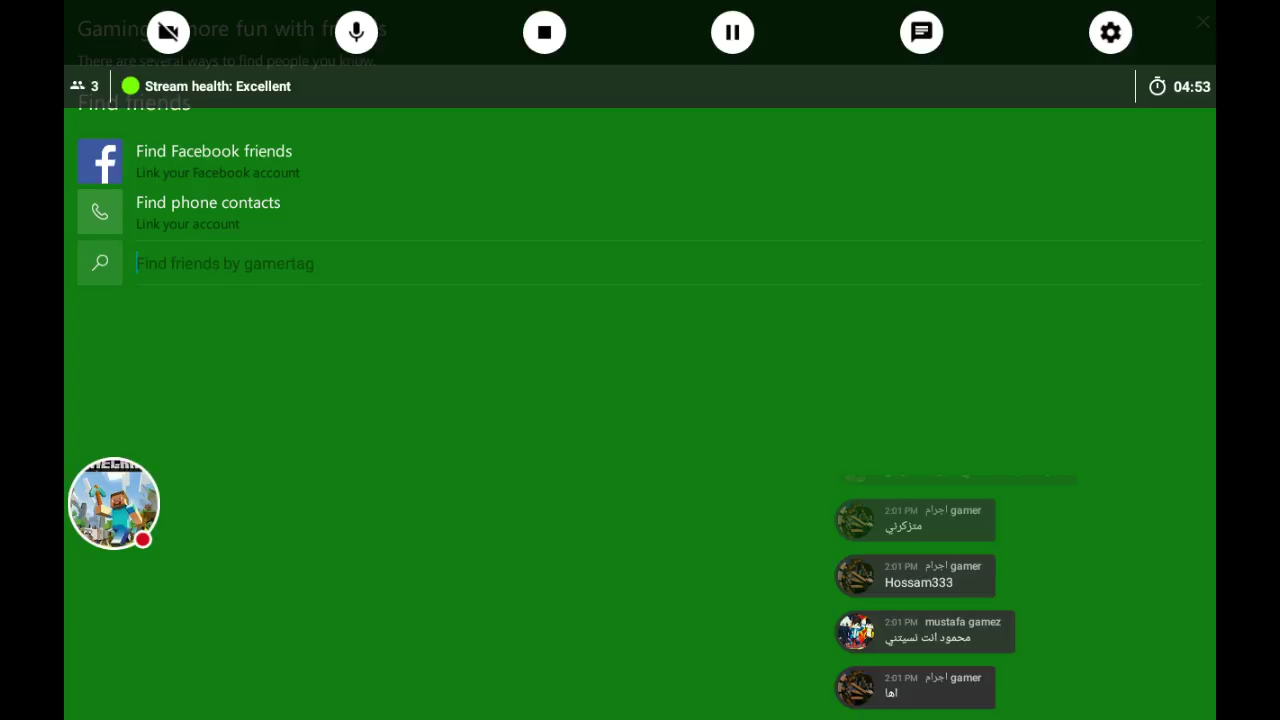 Gaming more fun with friends
There are several ways to find people you know.
3
Stream health: Excellent
04:53
Find friends
Find Facebook friends
Link your Facebook account
Find phone contacts
Link your account
Find friends by gamertag
2:01 PM اجرام gamer
متزكرني
2:01 PM اجرام gamer
Hossam333
2:01 PM mustafa gamez
محمود انت نسيتني
2:01 PM اجرام gamer
اها